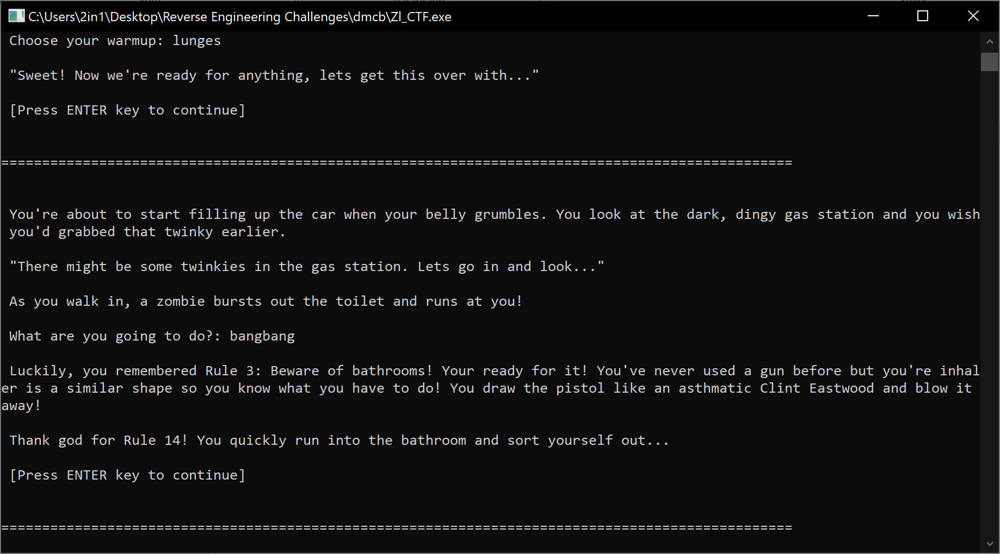 C:\Users\2in1\Desktop\Reverse Engineering Challenges\dmcb\Zl_CTF.exe
Choose your warmup: lunges
"Sweet! Now we're ready for anything, lets get this over with..."
[Press ENTER key to continue]
=================================================================================================
You're about to start filling up the car when your belly grumbles. You look at the dark, dingy gas station and you wish
you'd grabbed that twinky earlier.
"There might be some twinkies in the gas station. Lets go in and look..."
As you walk in, a zombie bursts out the toilet and runs at you!
What are you going to do?: bangbang
Luckily, you remembered Rule 3: Beware of bathrooms! Your ready for it! You've never used a gun before but you're inhal
er is a similar shape so you know what you have to do! You draw the pistol like an asthmatic Clint Eastwood and blow it
away!
Thank god for Rule 14! You quickly run into the bathroom and sort yourself out...
[Press ENTER key to continue]
=================================================================================================